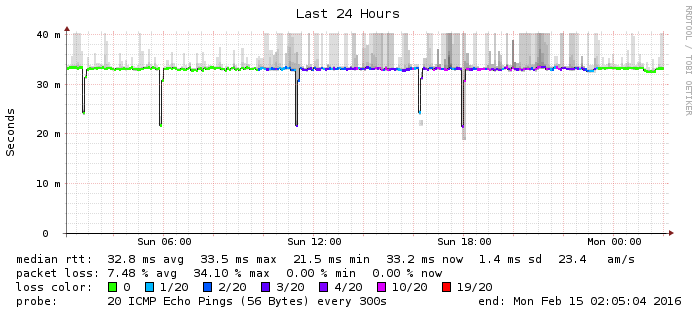 Last 24 Hours
RRDTOOL / TOBI OETIKER
Seconds
40 m
30 m
20 m
10 m
0
Sun 06:00 Sun 12:00 Sun 18:00 Mon 00:00
median rtt: 32.8 ms avg 33.5 ms max 21.5 ms min 33.2 ms now 1.4 ms sd 23.4 am/s
packet loss: 7.48 % avg 34.10 % max 0.00 % min 0.00 % now
loss color: 0 1/20 2/20 3/20 4/20 10/20 19/20
probe: 20 ICMP Echo Pings (56 Bytes) every 300s end: Mon Feb 15 02:05:04 2016